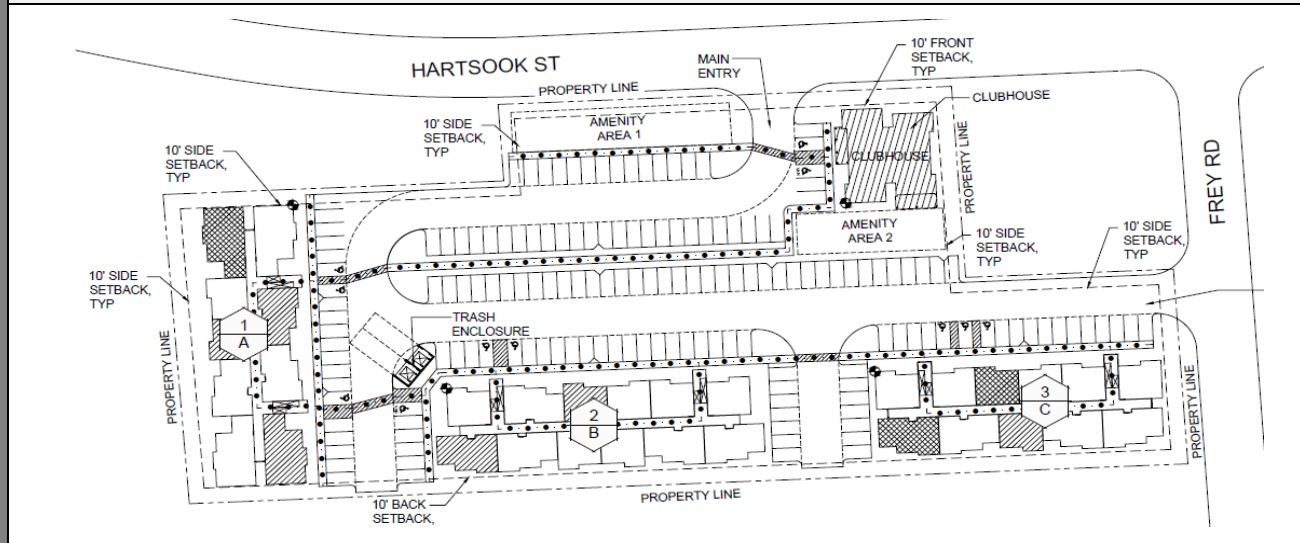 HARTSOOK ST
PROPERTY LINE
MAIN
ENTRY
10' FRONT
SETBACK,
TYP
CLUBHOUSE
10' SIDE
SETBACK,
TYP
AMENITY
AREA 1
CLUBHOUSE
PROPERTY LINE
FREY RD
10' SIDE
SETBACK,
TYP
AMENITY
AREA 2
10' SIDE
SETBACK,
TYP
10' SIDE
SETBACK,
TYP
10' SIDE
SETBACK,
TYP
TRASH
ENCLOSURE
PROPERTY LINE
1
A
2
B
3
C
PROPERTY LINE
PROPERTY LINE
10' BACK
SETBACK,